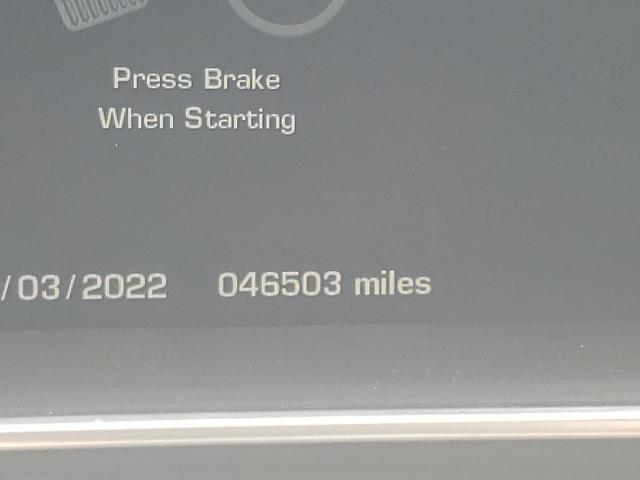 Press Brake
When Starting
/03/2022 046503 miles